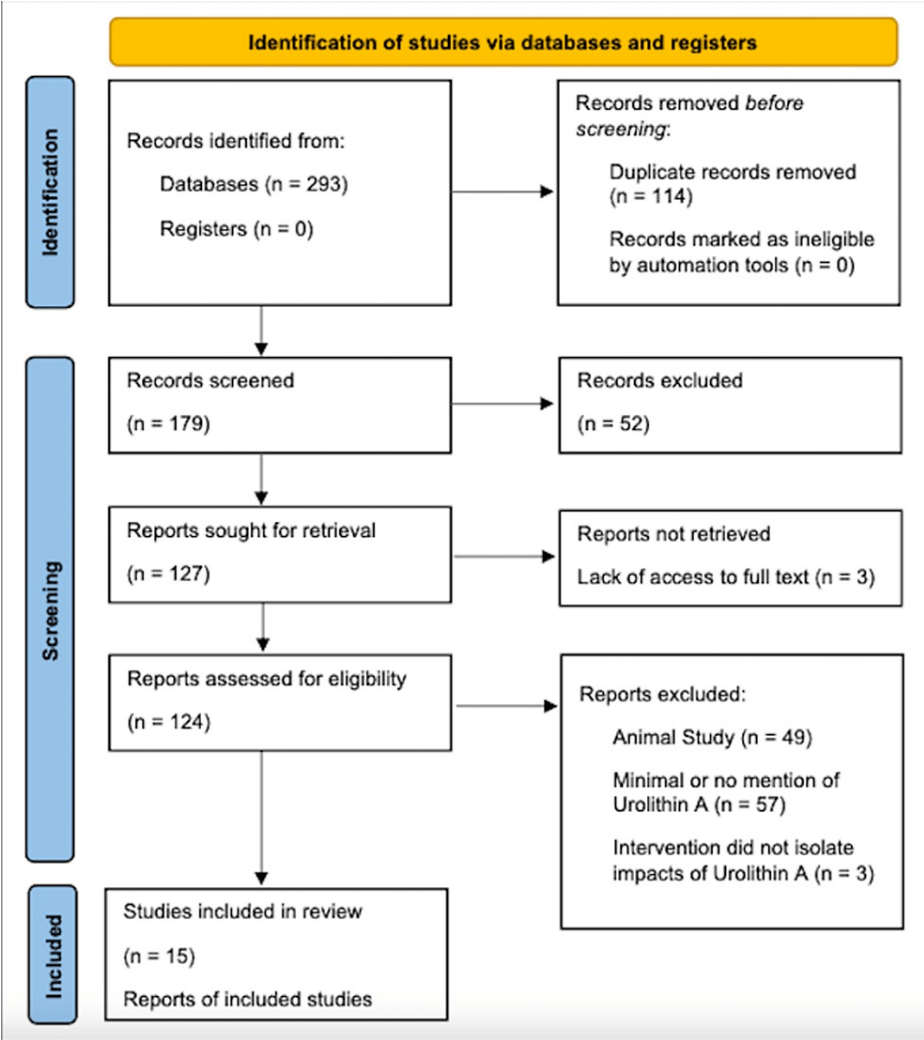 Identification of studies via databases and registers
Identification
Records identified from:
Databases (n = 293)
Registers (n = 0)
Records removed before
screening:
Duplicate records removed
(n = 114)
Records marked as ineligible
by automation tools (n = 0)
Screening
Records screened
(n = 179)
Records excluded
(n = 52)
Reports sought for retrieval
(n = 127)
Reports not retrieved
Lack of access to full text (n = 3)
Reports assessed for eligibility
(n = 124)
Reports excluded:
Animal Study (n = 49)
Minimal or no mention of
Urolithin A (n = 57)
Intervention did not isolate
impacts of Urolithin A (n = 3)
Included
Studies included in review
(n = 15)
Reports of included studies